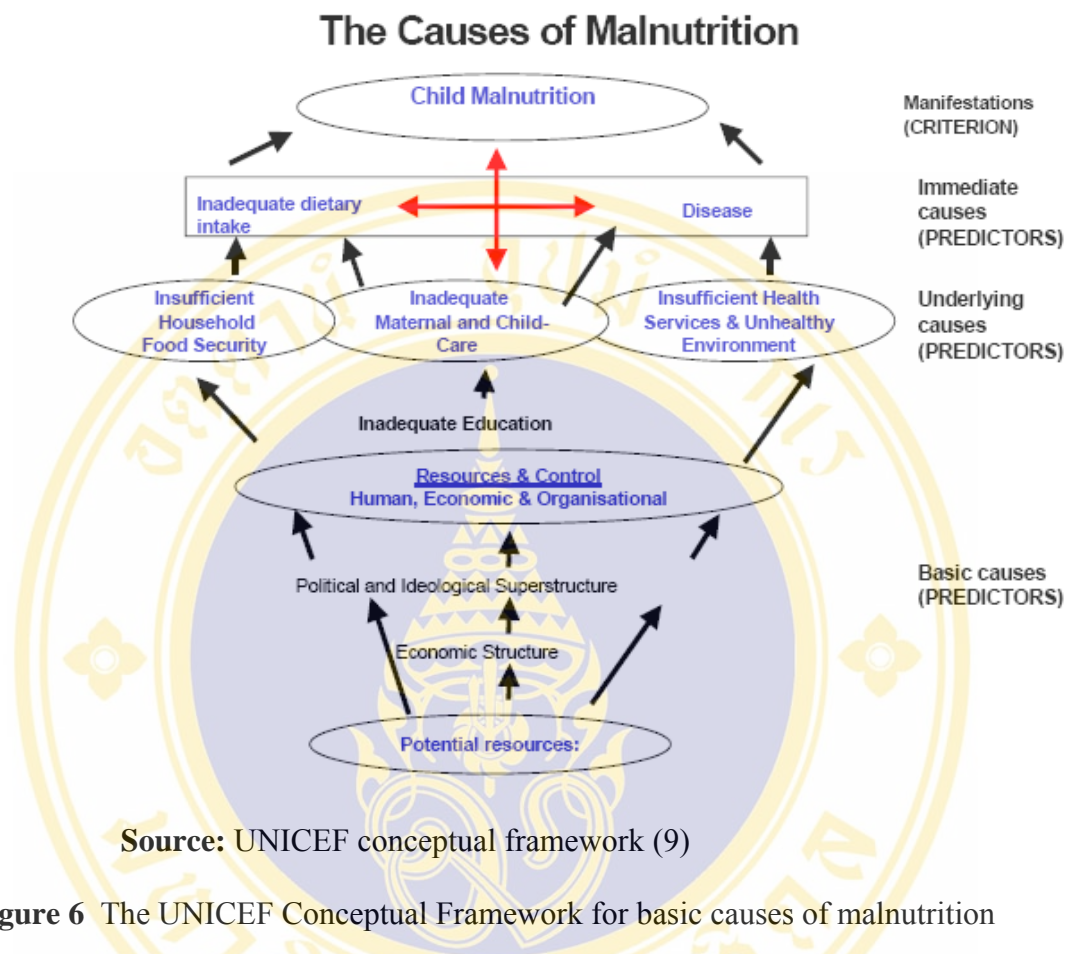 The Causes of Malnutrition
Child Malnutrition
Manifestations
(CRITERION)
Inadequate dietary
intake
Disease
Immediate
causes
(PREDICTORS)
Insufficient
Household
Food Security
Inadequate
Maternal and Child-
Care
Insufficient Health
Services & Unhealthy
Environment
Underlying
causes
(PREDICTORS)
Inadequate Education
Resources & Control
Human, Economic & Organisational
Political and Ideological Superstructure
Basic causes
(PREDICTORS)
Economic Structure
Potential resources:
Source: UNICEF conceptual framework (9)
gure 6 The UNICEF Conceptual Framework for basic causes of malnutrition